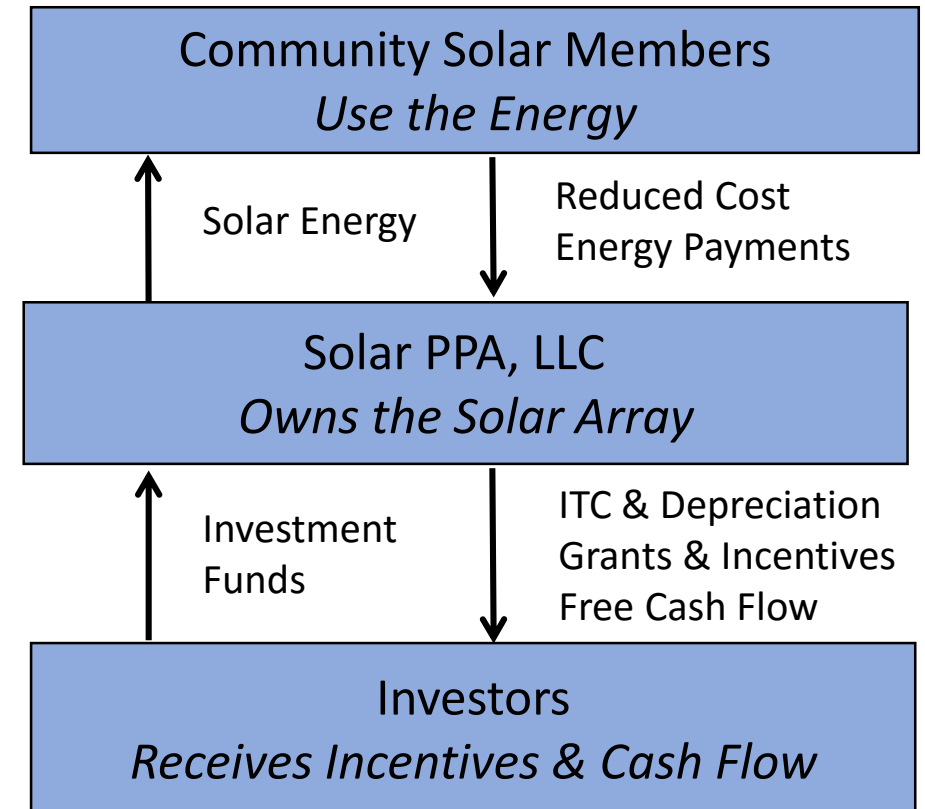 Community Solar Members
Use the Energy
Solar Energy
Reduced Cost
Energy Payments
Solar PPA, LLC
Owns the Solar Array
Investment
Funds
ITC & Depreciation
Grants & Incentives
Free Cash Flow
Investors
Receives Incentives & Cash Flow